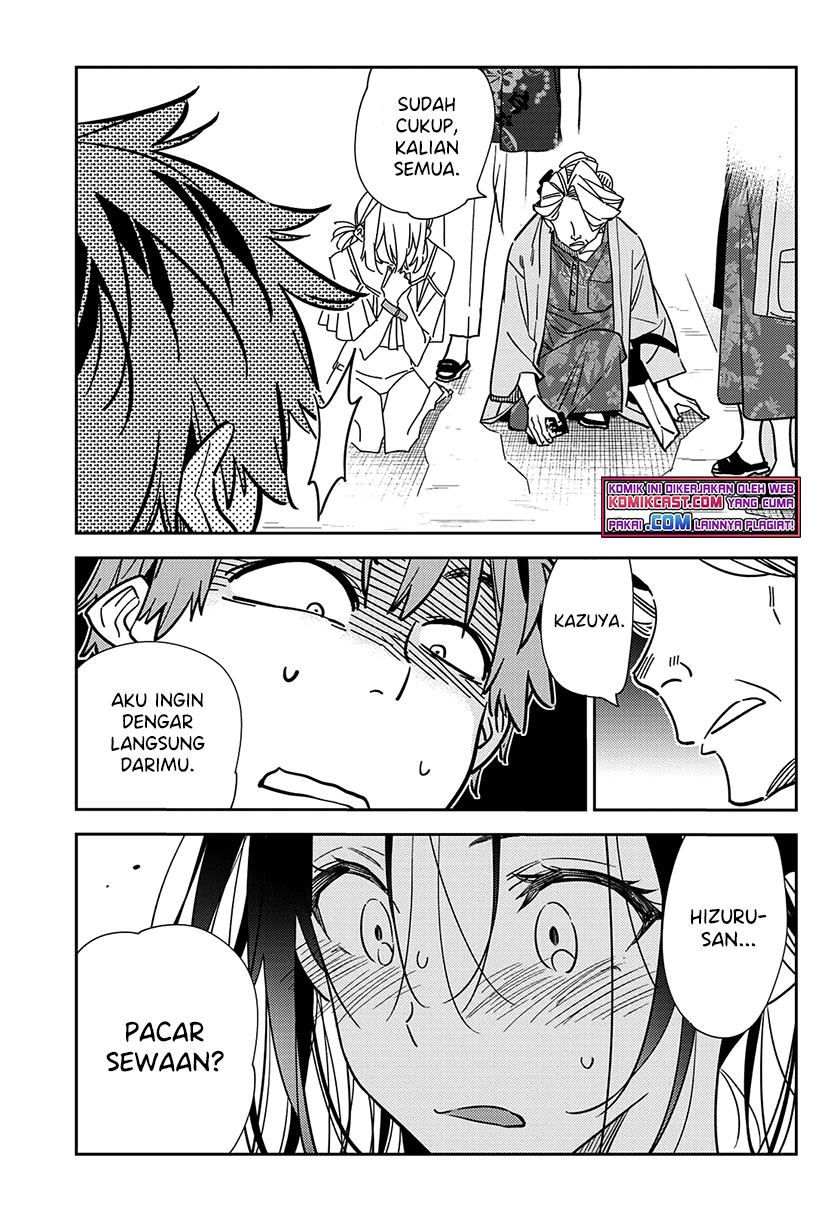 SUDAH
CUKUP,
KALIAN
SEMUA.
KOMIK INI DIKERJAKAN OLEH WEB
KOMIKCAST.COM YANG CUMA
PAKAI .COM LAINNYA PLAGIAT!
KAZUYA.
AKU INGIN
DENGAR
LANGSUNG
DARIMU.
HIZURU-
SAN...
PACAR
SEWAAN?